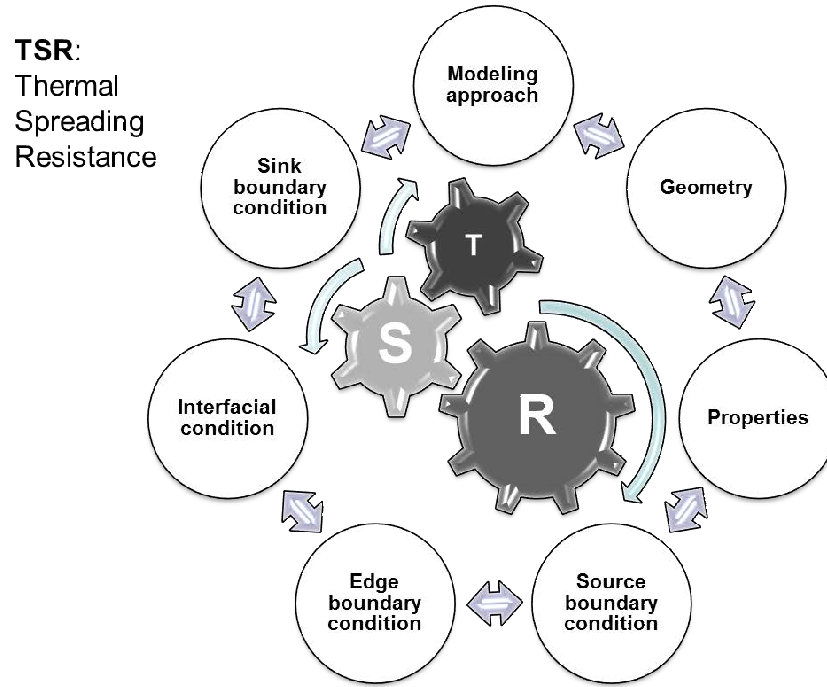 TSR:
Thermal
Spreading
Resistance
Modeling
approach
Geometry
Properties
Source
boundary
condition
Edge
boundary
condition
Interfacial
condition
Sink
boundary
condition
T
S
R